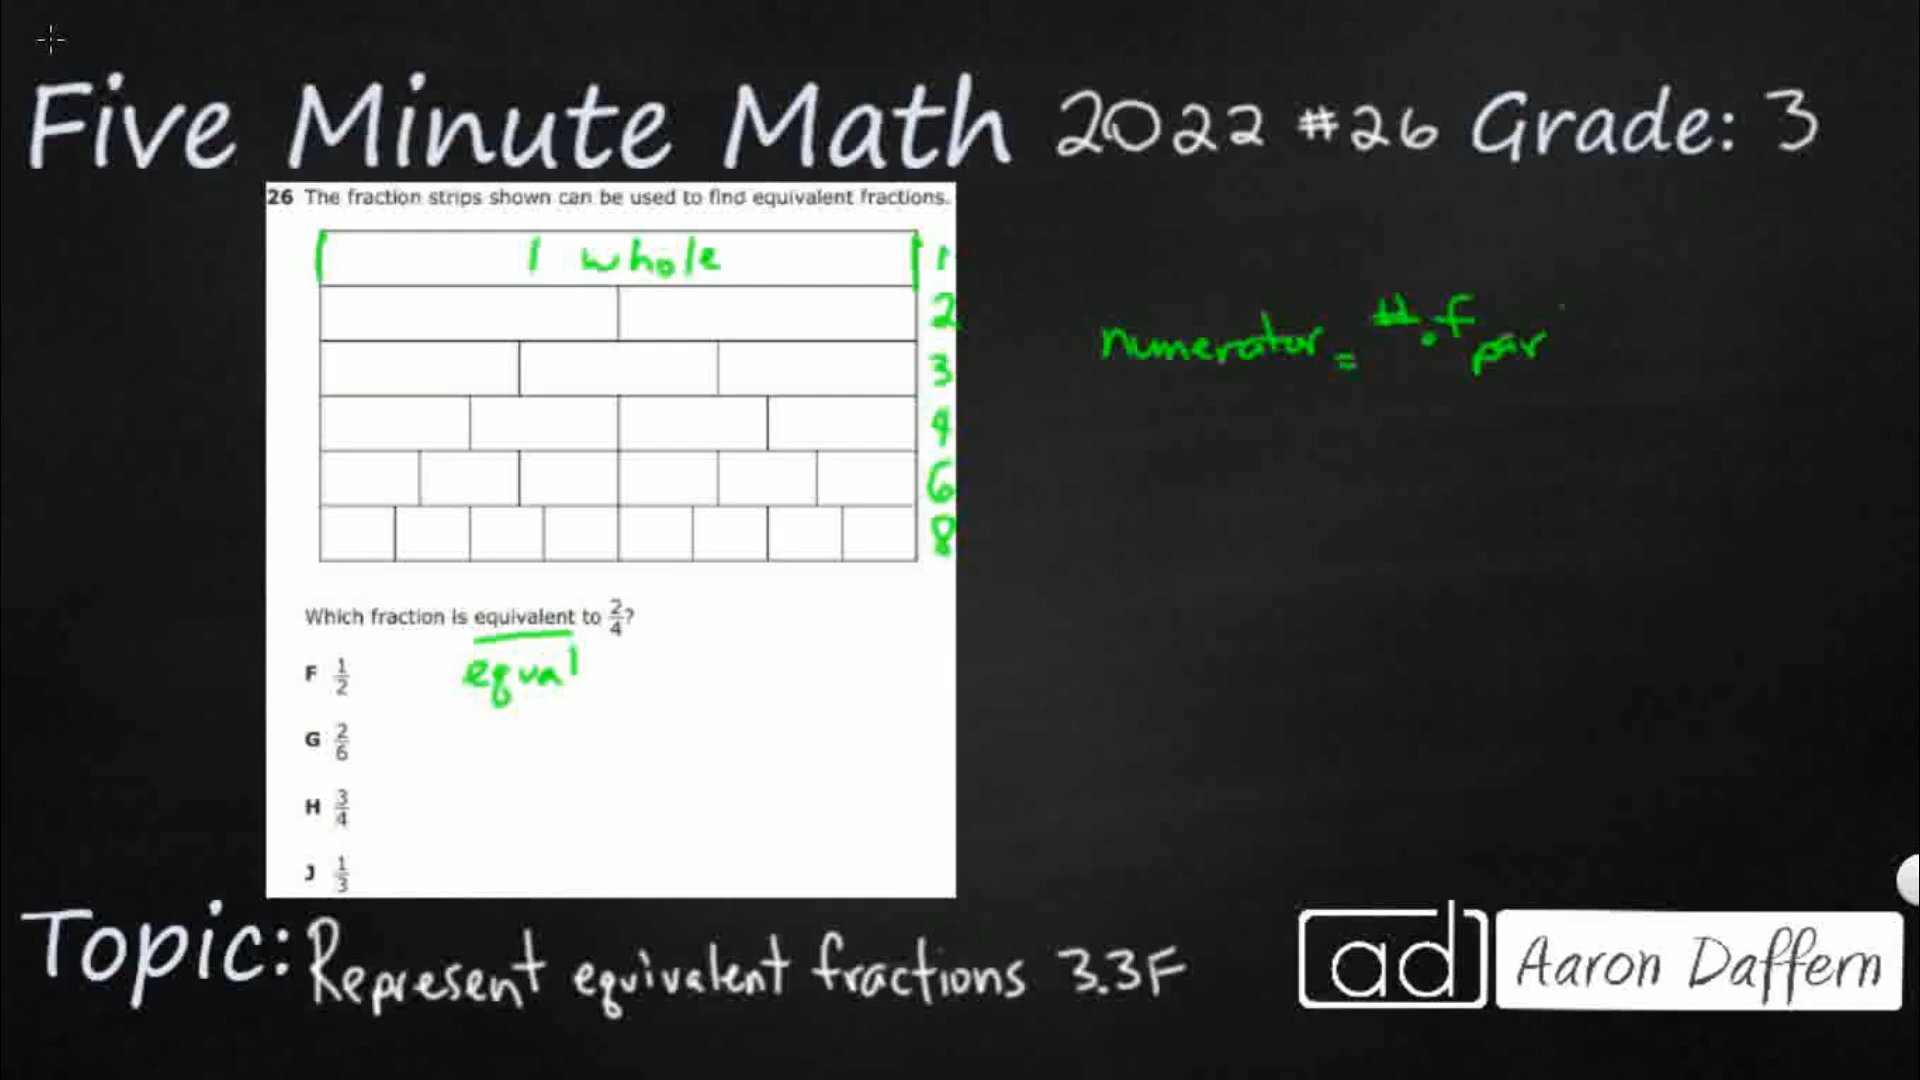 Five Minute Math 2022 #26 Grade: 3
26 The fraction strips shown can be used to find equivalent fractions.
1 whole 1
2
3
4
6
8
numerator = # of par
Which fraction is equivalent to 2/4?
equal
F 1/2
G 2/6
H 3/4
J 1/3
Topic: Represent equivalent fractions 3.3F
ad Aaron Daffern